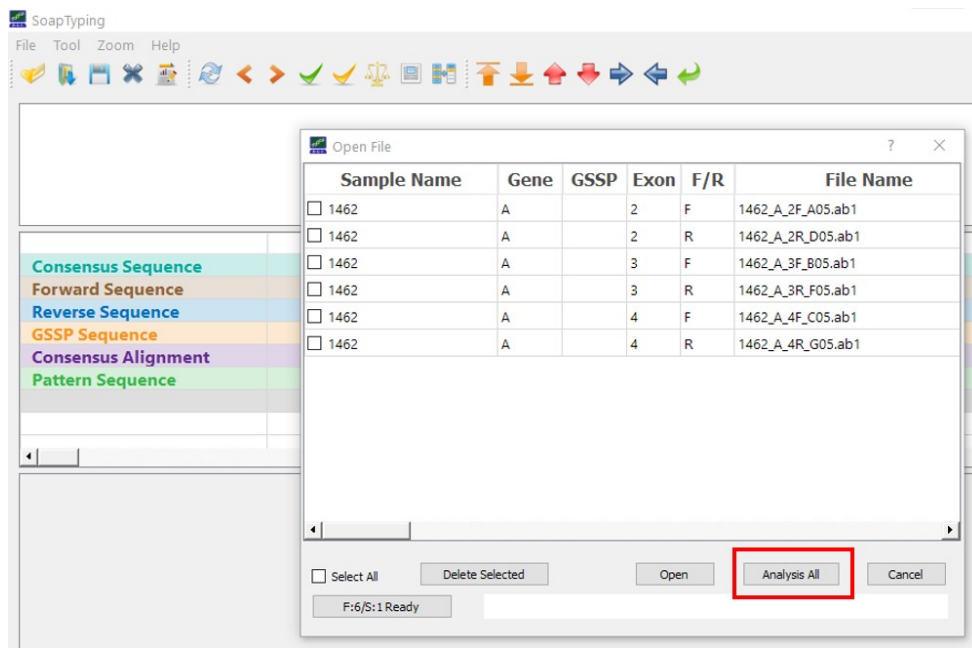 SoapTyping
File Tool Zoom Help
Open File ?
Sample Name Gene GSSP Exon F/R File Name
1462 A 2 F 1462_A_2F_A05.ab1
1462 A 2 R 1462_A_2R_D05.ab1
1462 A 3 F 1462_A_3F_B05.ab1
1462 A 3 R 1462_A_3R_F05.ab1
1462 A 4 F 1462_A_4F_C05.ab1
1462 A 4 R 1462_A_4R_G05.ab1
Consensus Sequence
Forward Sequence
Reverse Sequence
GSSP Sequence
Consensus Alignment
Pattern Sequence
Select All Delete Selected Open Analysis All Cancel
F:6/S:1 Ready